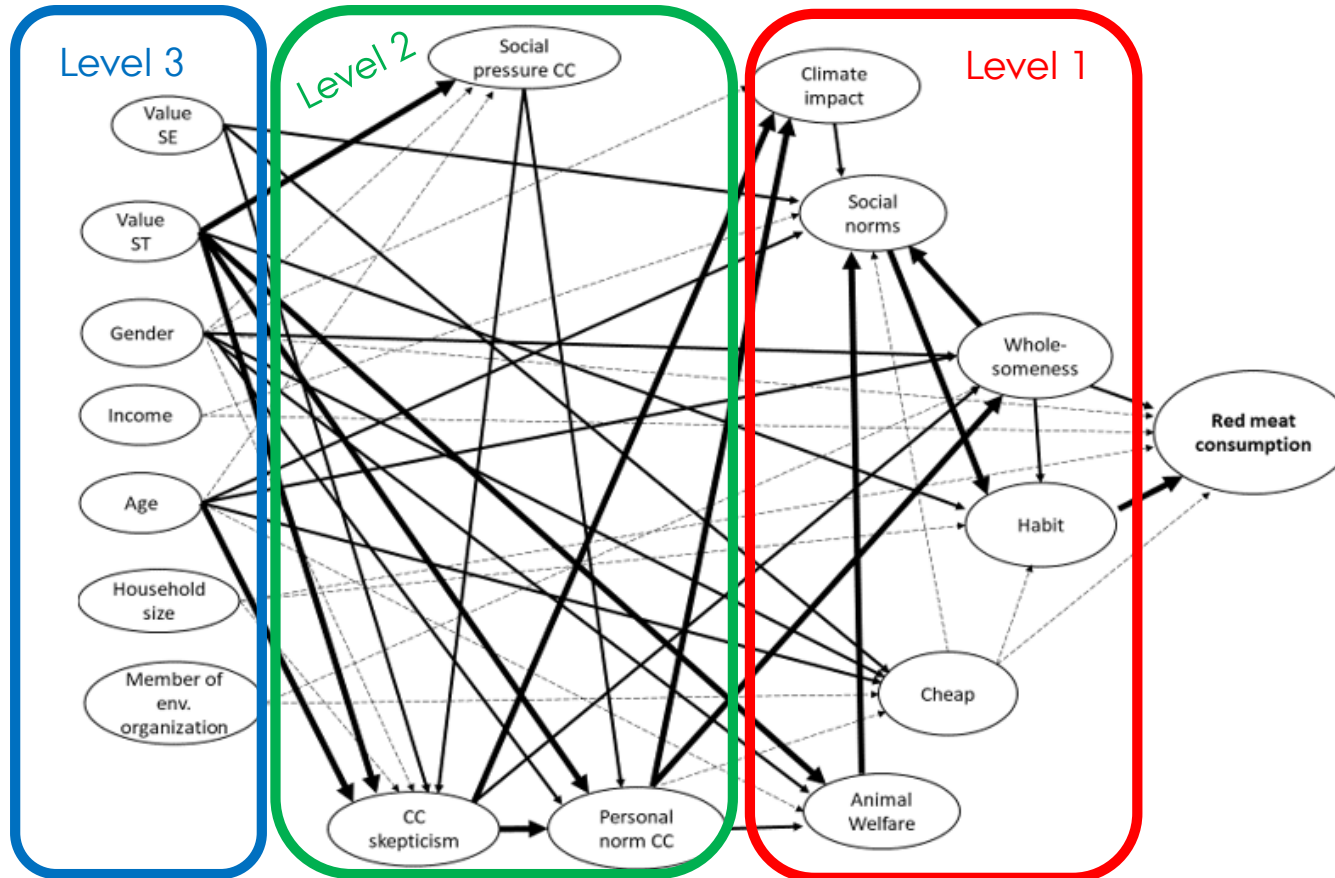 Level 3
Value
SE
Value
ST
Gender
Income
Age
Household
size
Member of
env.
organization
Level 2
Social
pressure CC
CC
skepticism
Personal
norm CC
Level 1
Climate
impact
Social
norms
Whole-
someness
Habit
Cheap
Animal
Welfare
Red meat
consumption